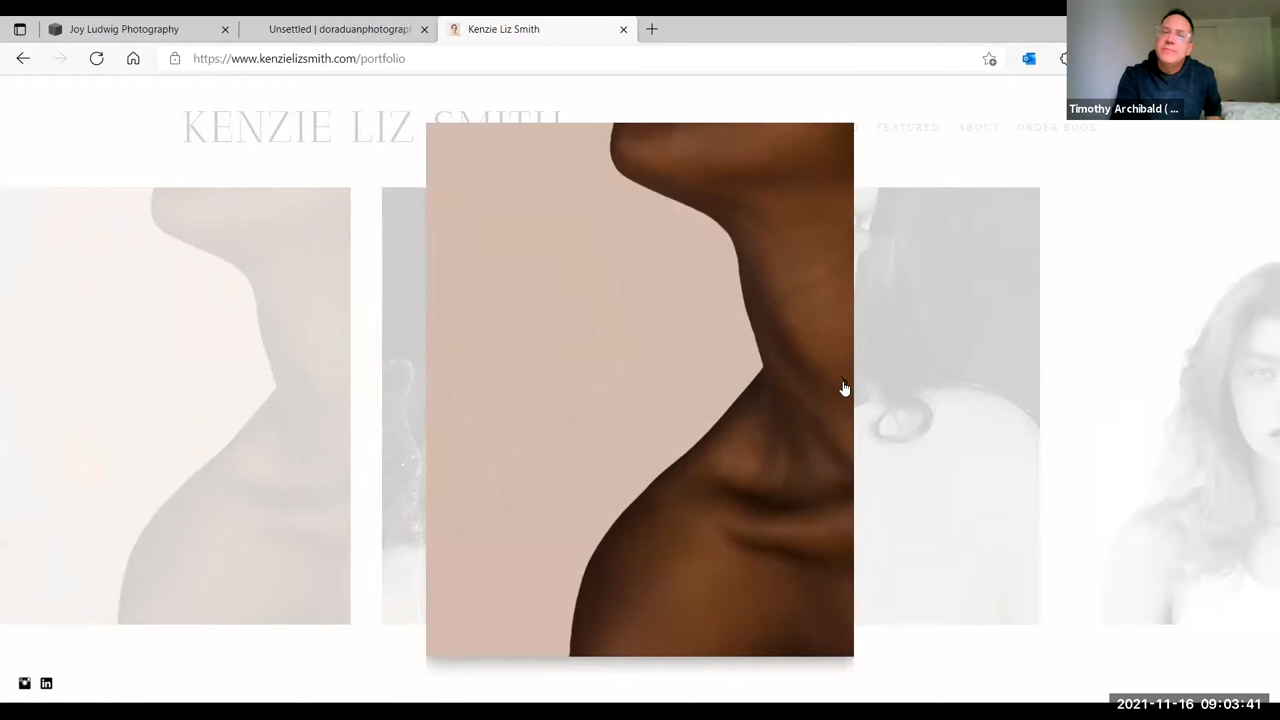 Joy Ludwig Photography
Unsettled | doraduanphotograp
Kenzie Liz Smith
https://www.kenzielizsmith.com/portfolio
Timothy Archibald ( ...
KENZIE LIZ SMITH
FEATURED
ABOUT
ORDER BOOK
2021-11-16 09:03:41